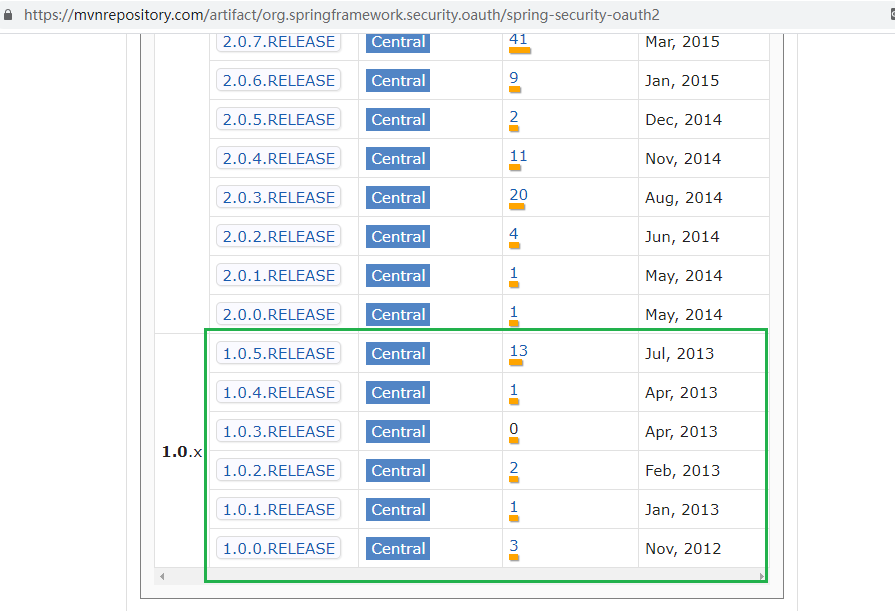 https://mvnrepository.com/artifact/org.springframework.security.oauth/spring-security-oauth2
2.0.7.RELEASE Central 41 Mar, 2015
2.0.6.RELEASE Central 9 Jan, 2015
2.0.5.RELEASE Central 2 Dec, 2014
2.0.4.RELEASE Central 11 Nov, 2014
2.0.3.RELEASE Central 20 Aug, 2014
2.0.2.RELEASE Central 4 Jun, 2014
2.0.1.RELEASE Central 1 May, 2014
2.0.0.RELEASE Central 1 May, 2014
1.0.5.RELEASE Central 13 Jul, 2013
1.0.4.RELEASE Central 1 Apr, 2013
1.0.3.RELEASE Central 0 Apr, 2013
1.0.x
1.0.2.RELEASE Central 2 Feb, 2013
1.0.1.RELEASE Central 1 Jan, 2013
1.0.0.RELEASE Central 3 Nov, 2012